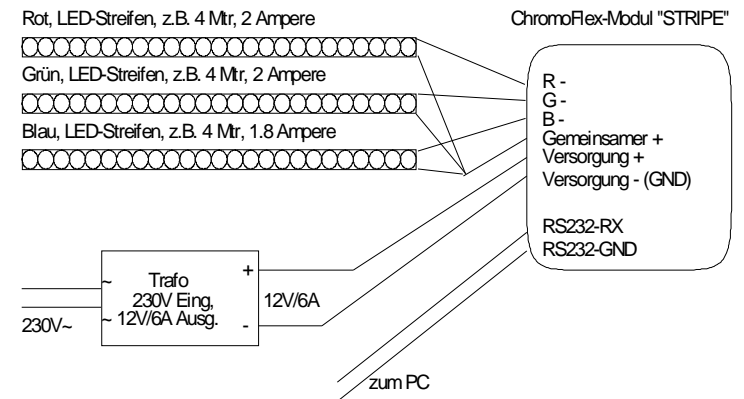 Rot, LED-Streifen, z.B. 4 Mtr, 2 Ampere
ChromoFlex-Modul "STRIPE"
Grün, LED-Streifen, z.B. 4 Mtr, 2 Ampere
Blau, LED-Streifen, z.B. 4 Mtr, 1.8 Ampere
R -
G -
B -
Gemeinsamer +
Versorgung +
Versorgung - (GND)
RS232-RX
RS232-GND
~ Trafo +
230V Eing,
~ 12V/6A Ausg. -
12V/6A
230V~
zum PC